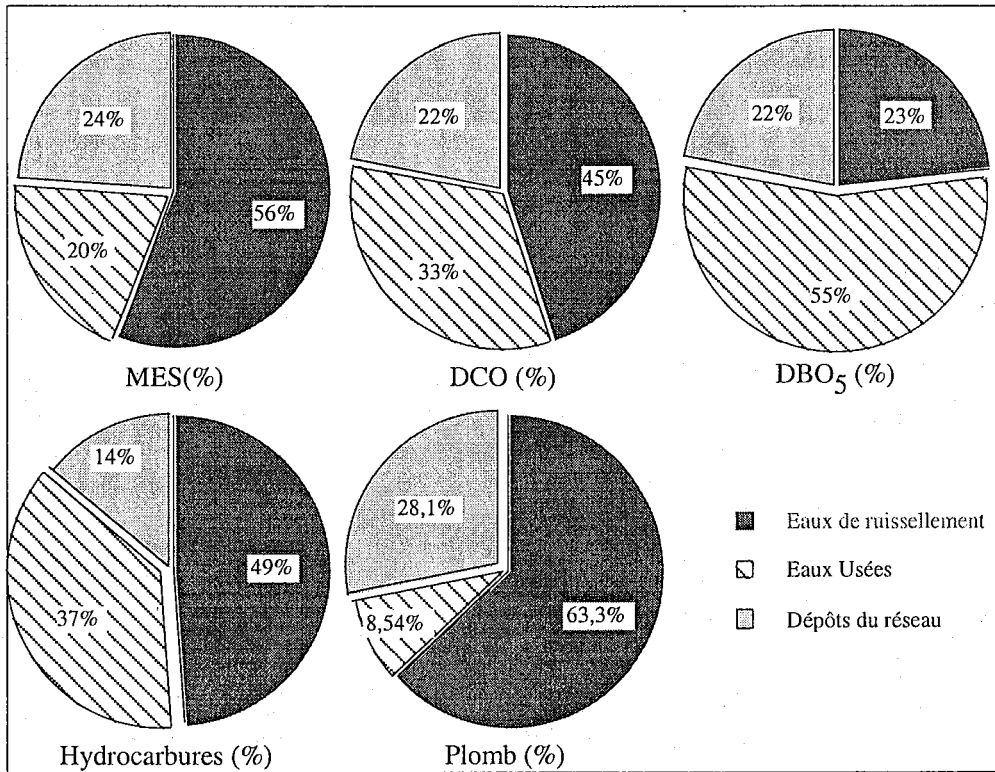 24%
56%
20%
MES(%)
22%
45%
33%
DCO (%)
22%
23%
55%
DBO5 (%)
14%
49%
37%
Hydrocarbures (%)
28,1%
63,3%
8,54%
Plomb (%)
Eaux de ruissellement
Eaux Usées
Dépôts du réseau